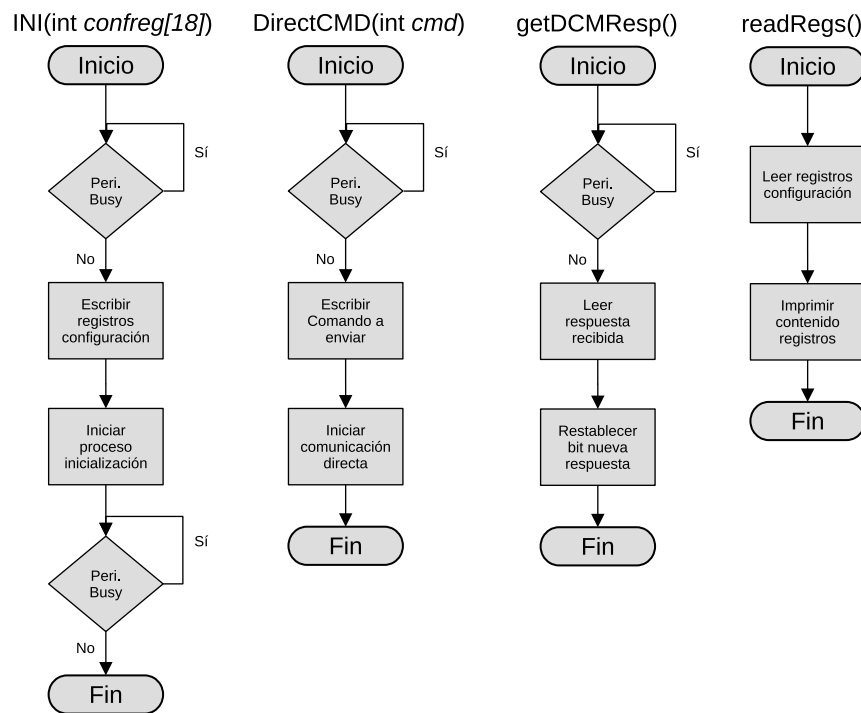 INI(int confreg[18])
Inicio
Peri.
Busy
Sí
No
Escribir
registros
configuración
Iniciar
proceso
inicialización
Peri.
Busy
Sí
No
Fin
DirectCMD(int cmd)
Inicio
Peri.
Busy
Sí
No
Escribir
Comando a
enviar
Iniciar
comunicación
directa
Fin
getDCMResp()
Inicio
Peri.
Busy
Sí
No
Leer
respuesta
recibida
Restablecer
bit nueva
respuesta
Fin
readRegs()
Inicio
Leer registros
configuración
Imprimir
contenido
registros
Fin